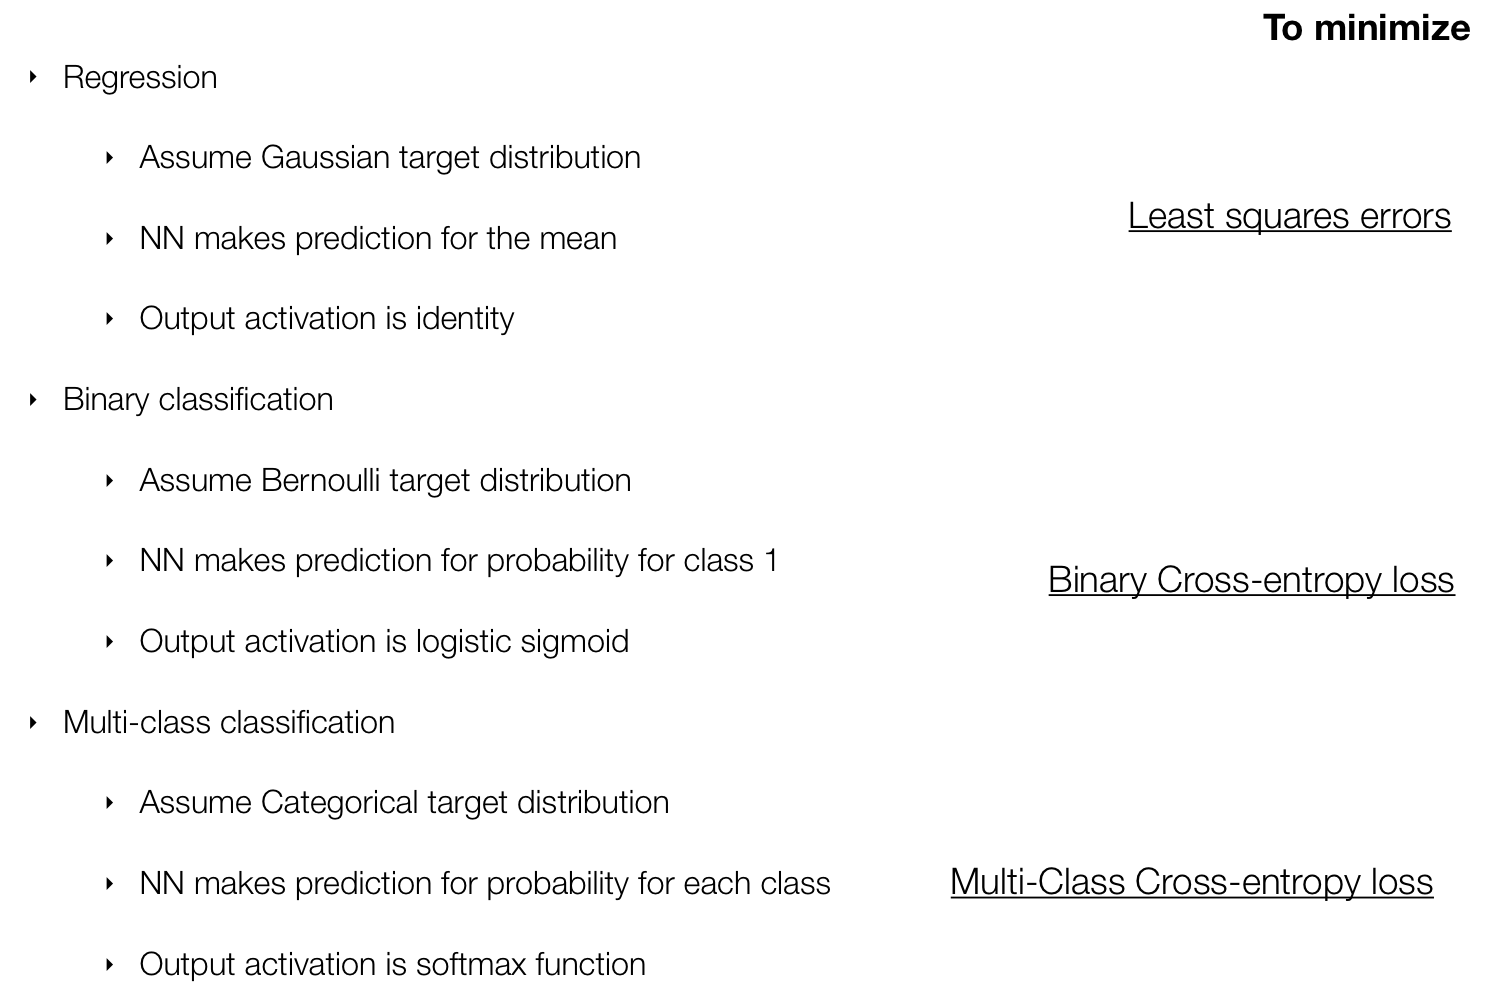 To minimize
Regression
Assume Gaussian target distribution
Least squares errors
NN makes prediction for the mean
Output activation is identity
Binary classification
Assume Bernoulli target distribution
NN makes prediction for probability for class 1
Binary Cross-entropy loss
Output activation is logistic sigmoid
Multi-class classification
Assume Categorical target distribution
NN makes prediction for probability for each class
Multi-Class Cross-entropy loss
Output activation is softmax function